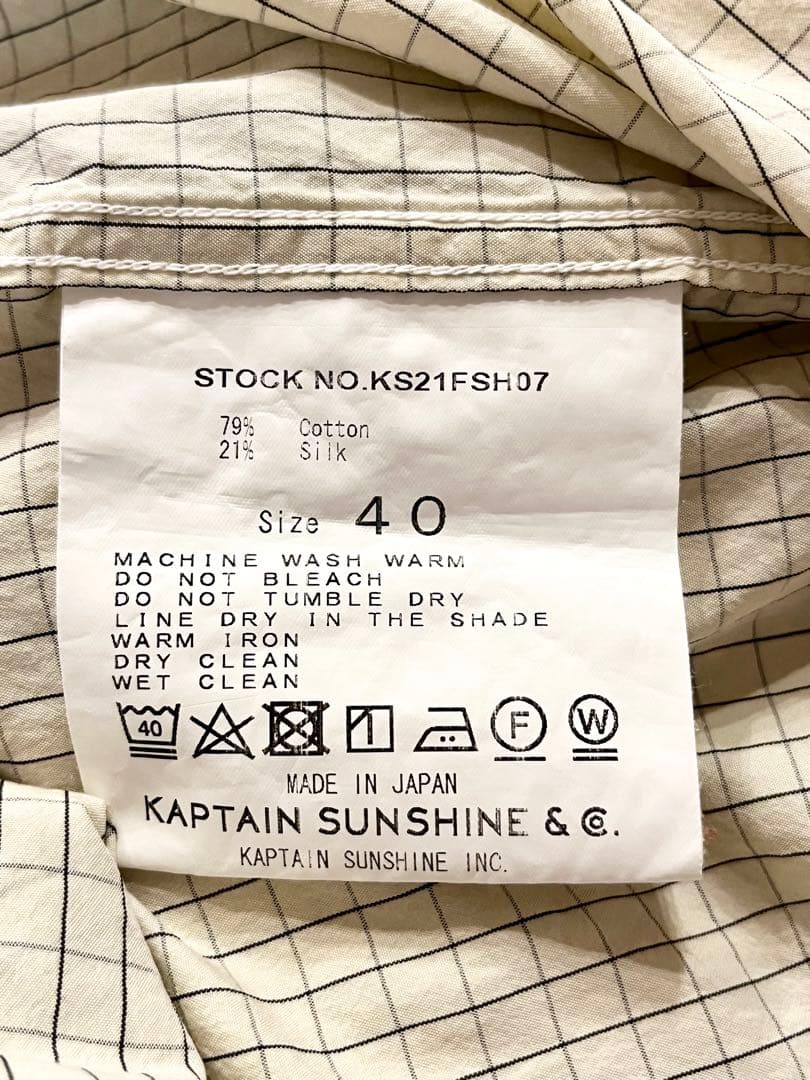 STOCK NO.KS21FSH07
79% Cotton
21% Silk
Size 40
MACHINE WASH WARM
DO NOT BLEACH
DO NOT TUMBLE DRY
LINE DRY IN THE SHADE
WARM IRON
DRY CLEAN
WET CLEAN
40 F W
MADE IN JAPAN
KAPTAIN SUNSHINE & Co.
KAPTAIN SUNSHINE INC.